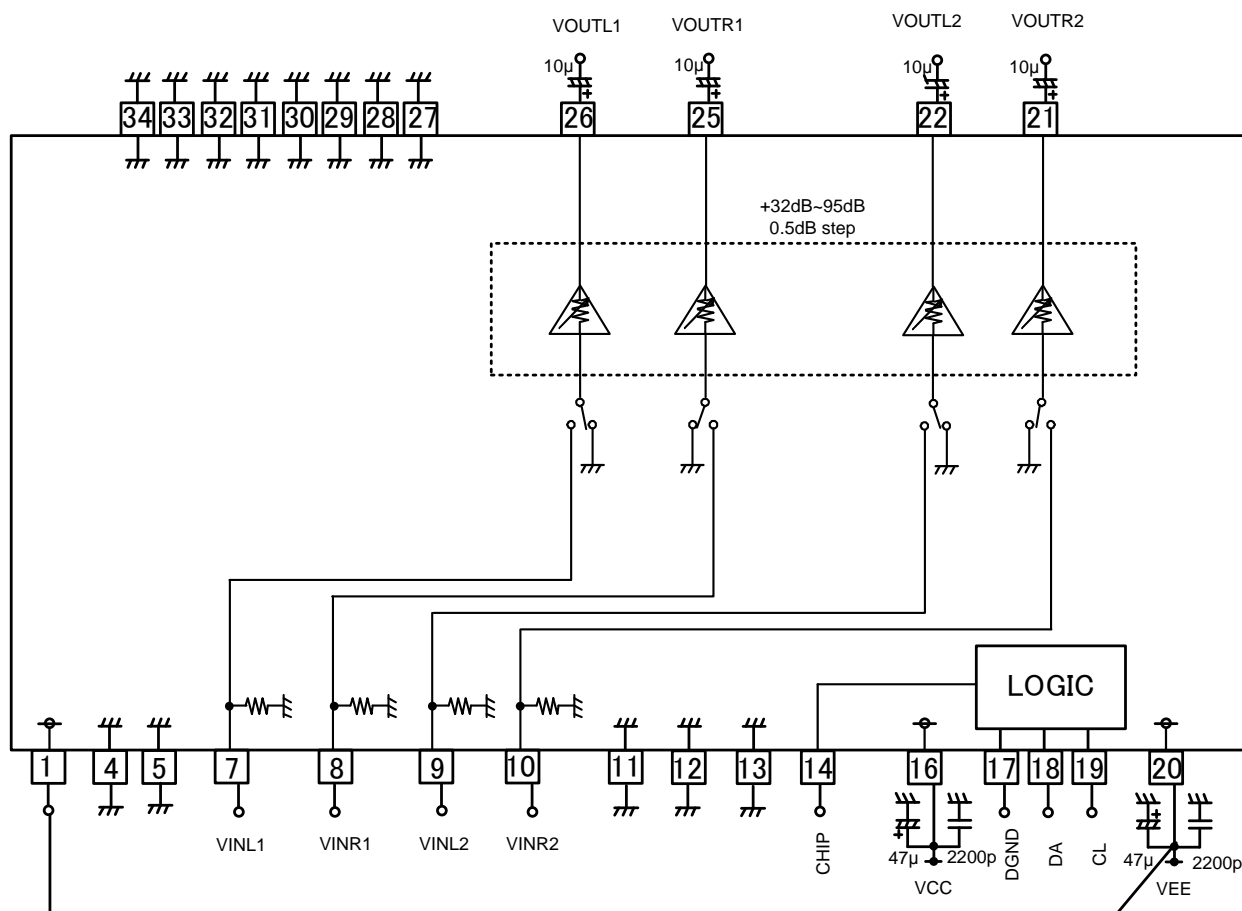 VOUTL1 VOUTR1 VOUTL2 VOUTR2
10μ 10μ 10μ 10μ
34 33 32 31 30 29 28 27 26 25 22 21
+32dB~95dB
0.5dB step
LOGIC
1 4 5 7 8 9 10 11 12 13 14 16 17 18 19 20
VINL1 VINR1 VINL2 VINR2
CHIP
47μ 2200p
VCC
DGND
DA
CL
47μ 2200p
VEE